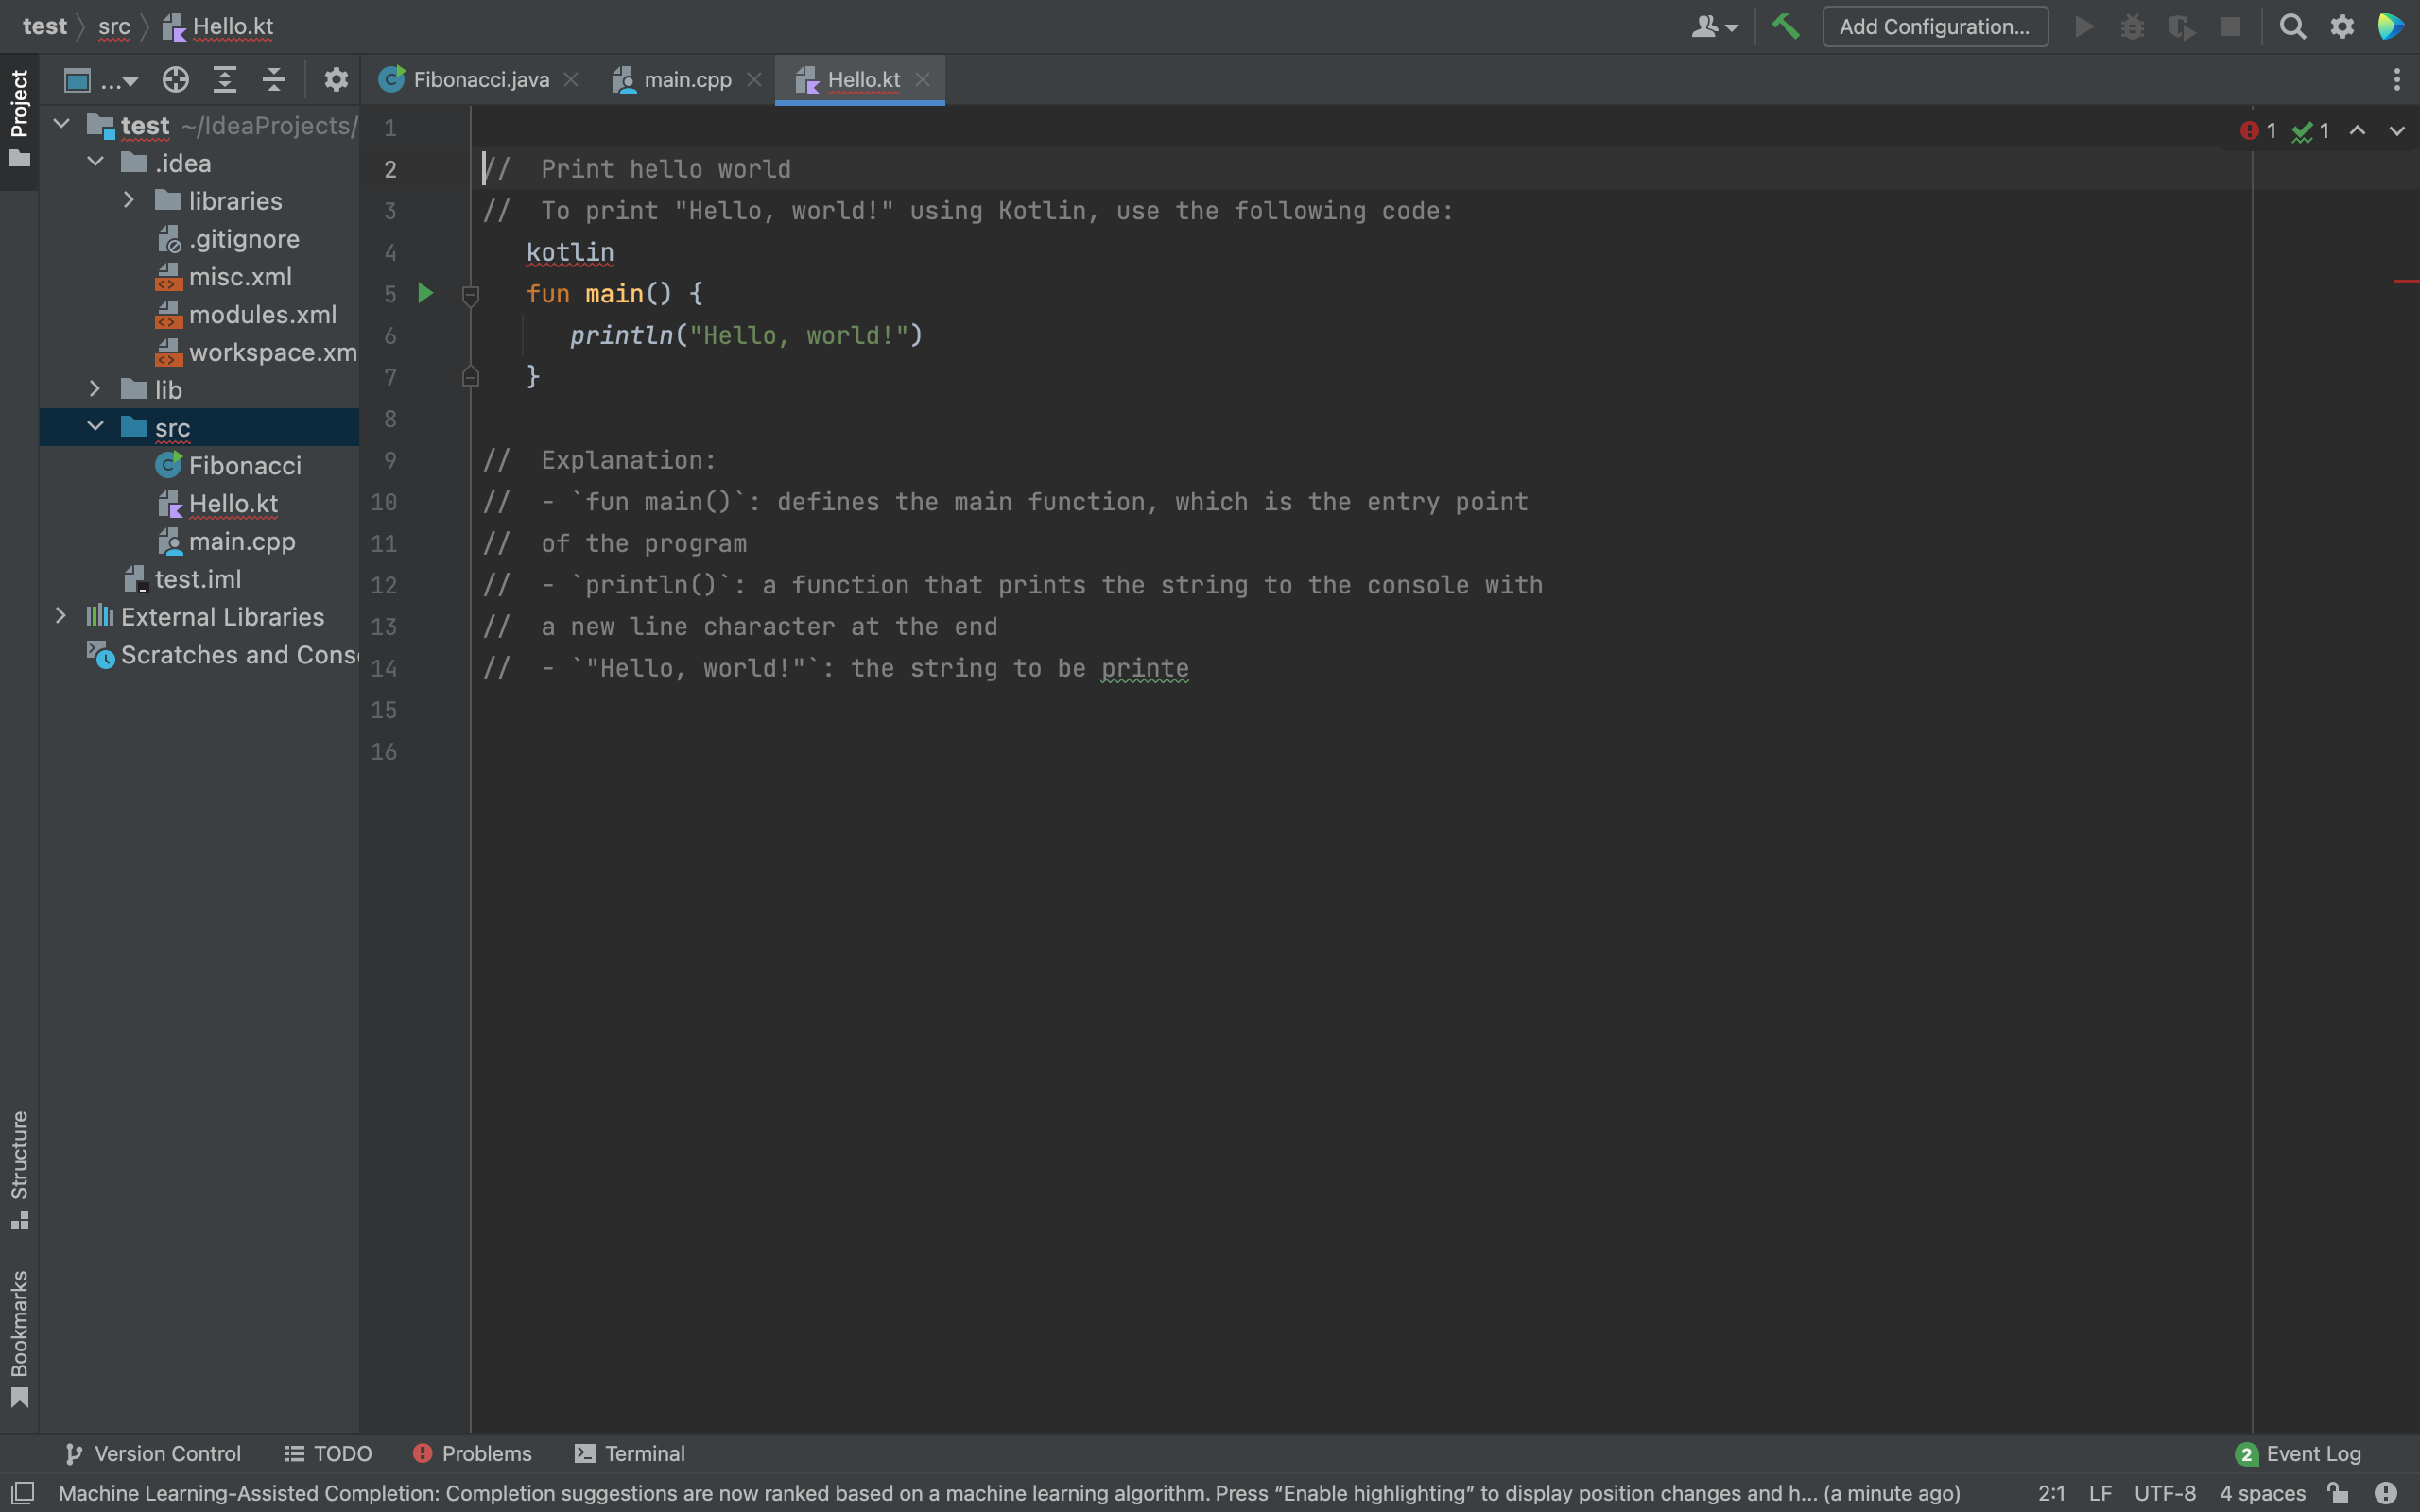 test
src
Hello.kt
Add Configuration...
Project
...
Fibonacci.java
main.cpp
Hello.kt
test ~/IdeaProjects/
.idea
libraries
.gitignore
misc.xml
modules.xml
workspace.xm
lib
src
Fibonacci
Hello.kt
main.cpp
test.iml
External Libraries
Scratches and Cons
1 1
1
2 // Print hello world
3 // To print "Hello, world!" using Kotlin, use the following code:
4 kotlin
5 fun main() {
6 println("Hello, world!")
7 }
8
9 // Explanation:
10 // - `fun main()`: defines the main function, which is the entry point
11 // of the program
12 // - `println()`: a function that prints the string to the console with
13 // a new line character at the end
14 // - `"Hello, world!"`: the string to be printe
15
16
Structure
Bookmarks
Version Control TODO Problems Terminal 2 Event Log
Machine Learning-Assisted Completion: Completion suggestions are now ranked based on a machine learning algorithm. Press “Enable highlighting” to display position changes and h... (a minute ago) 2:1 LF UTF-8 4 spaces